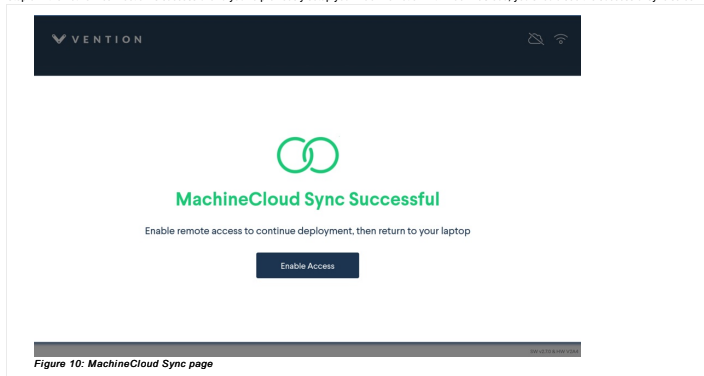 VENTION
MachineCloud Sync Successful
Enable remote access to continue deployment, then return to your laptop
Enable Access
Figure 10: MachineCloud Sync page